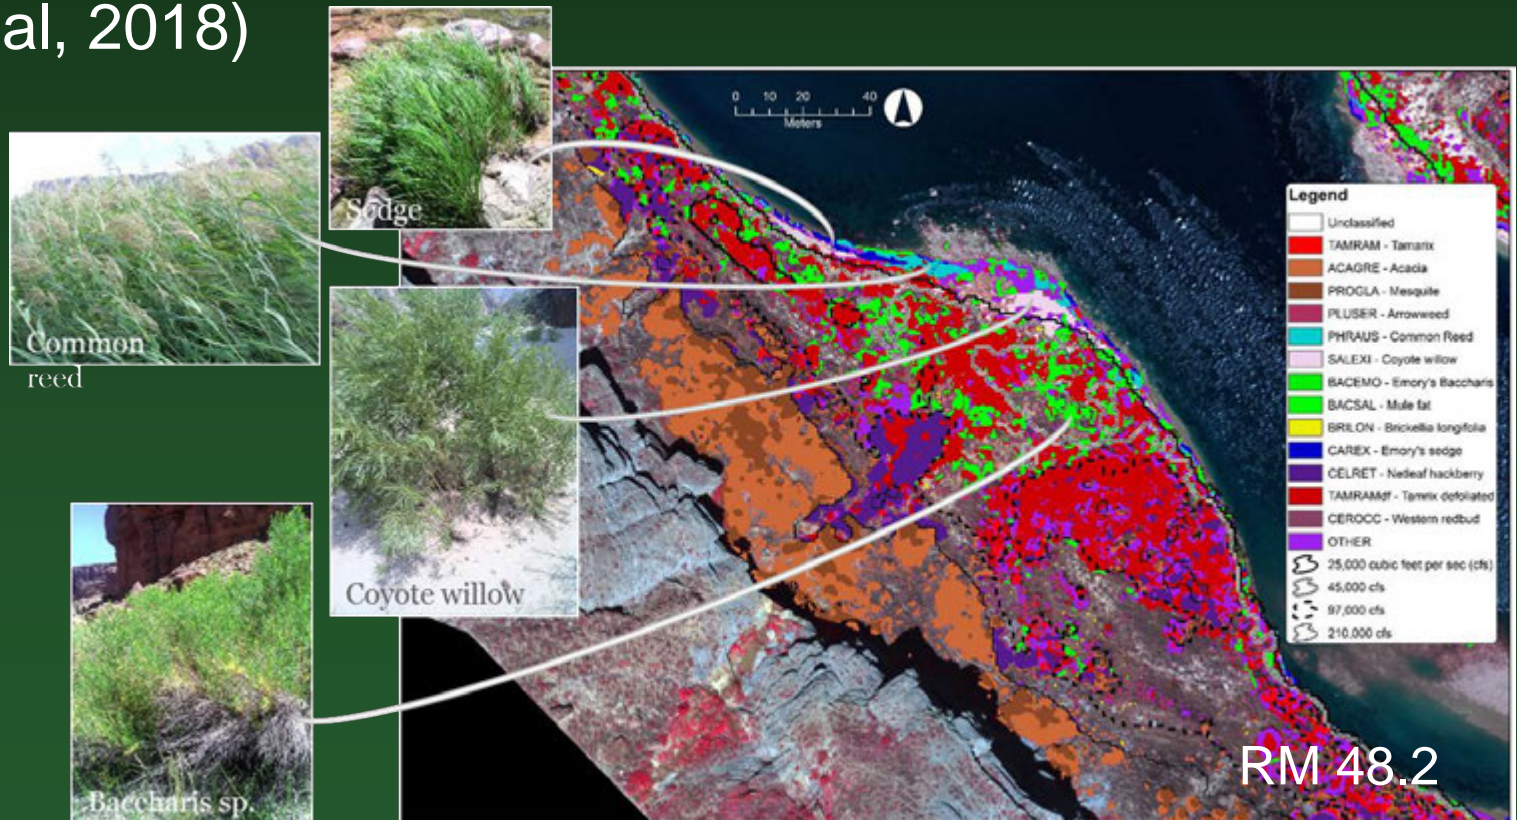 al, 2018)
Sedge
Common
reed
Coyote willow
Baccharis sp.
0 10 20 40
Meters
Legend
Unclassified
TAMRAM - Tamarix
ACAGRE - Acacia
PROGLA - Mesquite
PLUSER - Arrowweed
PHRAUS - Common Reed
SALEXI - Coyote willow
BACEMO - Emory's Baccharis
BACSAL - Mule fat
BRILON - Brickellia longifolia
CAREX - Emory's sedge
CELRET - Netleaf hackberry
TAMRAMdf - Tamrix defoliated
CEROCC - Western redbud
OTHER
25,000 cubic feet per sec (cfs)
45,000 cfs
97,000 cfs
210,000 cfs
RM 48.2